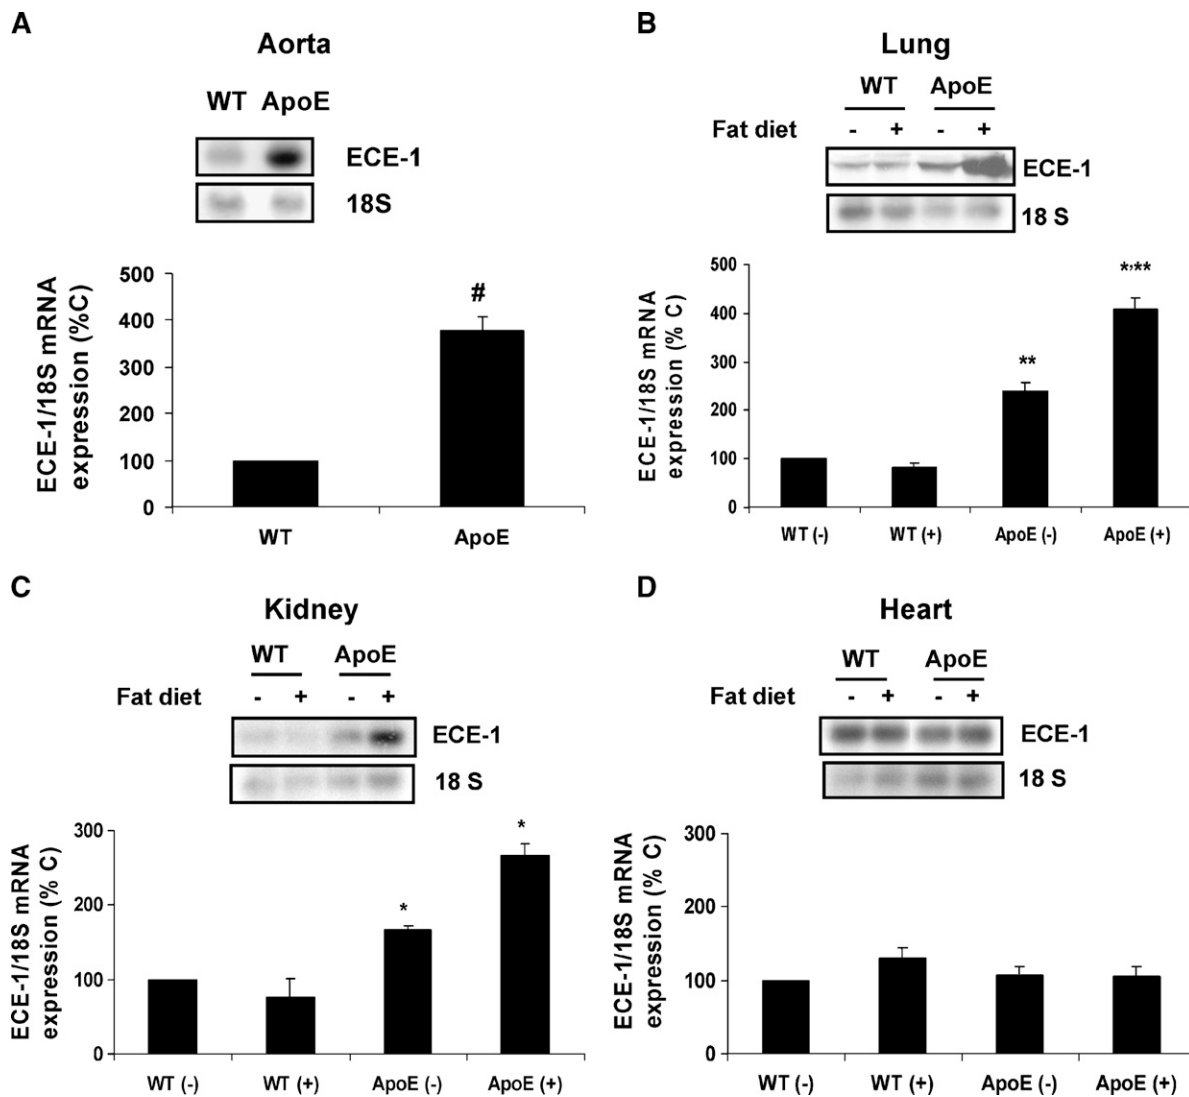 A
Aorta
WT ApoE
ECE-1
18S
ECE-1/18S mRNA
expression (%C)
500
400
300
200
100
0
#
WT
ApoE
B
Lung
WT ApoE
Fat diet - + - +
ECE-1
18 S
ECE-1/18S mRNA
expression (% C)
500
400
300
200
100
0
**
*,**
WT (-)
WT (+)
ApoE (-)
ApoE (+)
C
Kidney
WT ApoE
Fat diet - + - +
ECE-1
18 S
ECE-1/18S mRNA
expression (% C)
300
200
100
0
*
*
WT (-)
WT (+)
ApoE (-)
ApoE (+)
D
Heart
WT ApoE
Fat diet - + - +
ECE-1
18 S
ECE-1/18S mRNA
expression (% C)
300
200
100
0
WT (-)
WT (+)
ApoE (-)
ApoE (+)